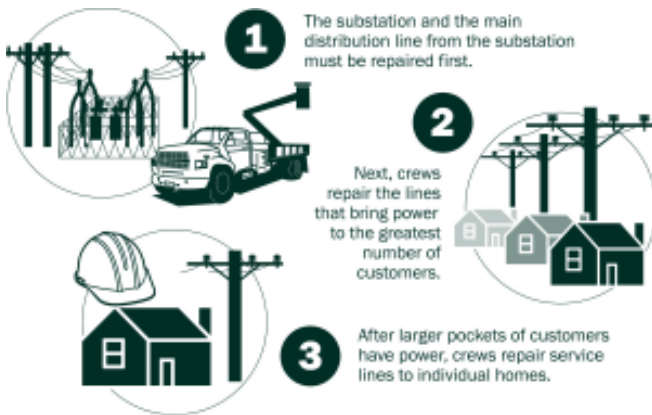 1
The substation and the main
distribution line from the substation
must be repaired first.
2
Next, crews
repair the lines
that bring power
to the greatest
number of
customers.
3
After larger pockets of customers
have power, crews repair service
lines to individual homes.